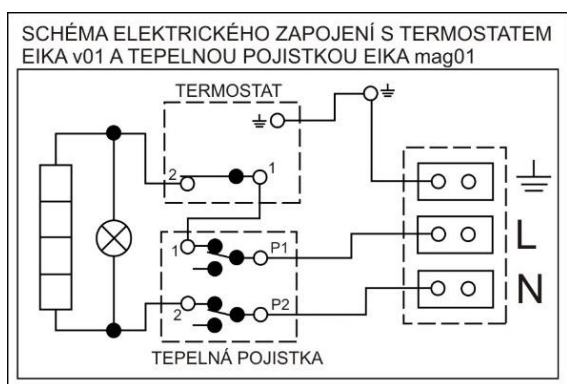 SCHÉMA ELEKTRICKÉHO ZAPOJENÍ S TERMOSTATEM
EIKA v01 A TEPELNOU POJISTKOU EIKA mag01
TERMOSTAT
2
1
1
P1
L
2
P2
N
TEPELNÁ POJISTKA